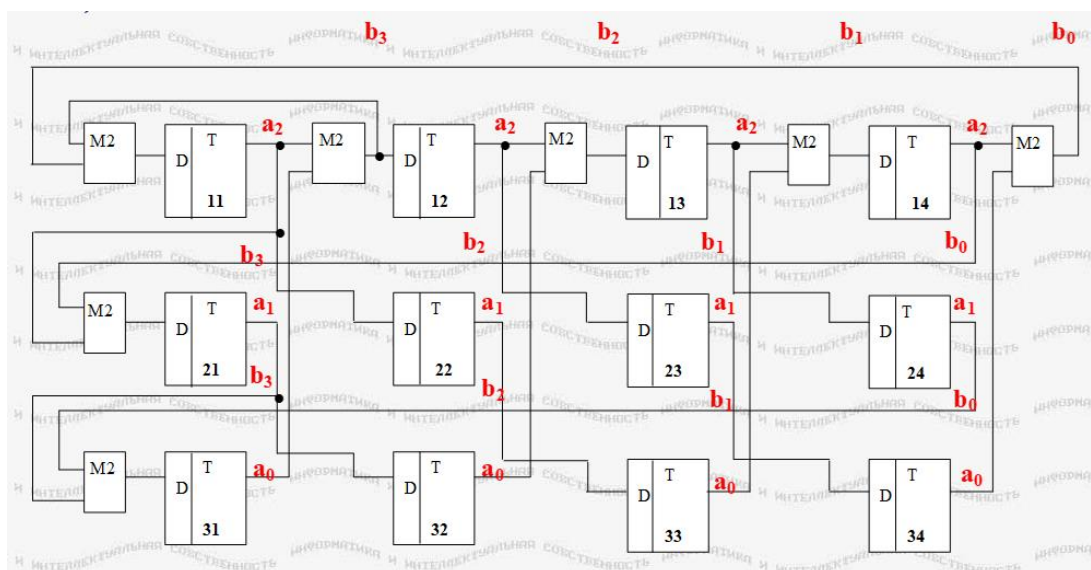 b₃ b₂ b₁ b₀
ИНФОРМАТИКА И ИНТЕЛЛЕКТУАЛЬНАЯ СОБСТВЕННОСТЬ
M2 D T 11 a₂ M2 D T 12 a₂ M2 D T 13 a₂ M2 D T 14 a₂ M2
b₃ b₂ b₁ b₀
M2 D T 21 a₁ D T 22 a₁ D T 23 a₁ D T 24 a₁
b₃ b₂ b₁ b₀
M2 D T 31 a₀ D T 32 a₀ D T 33 a₀ D T 34 a₀